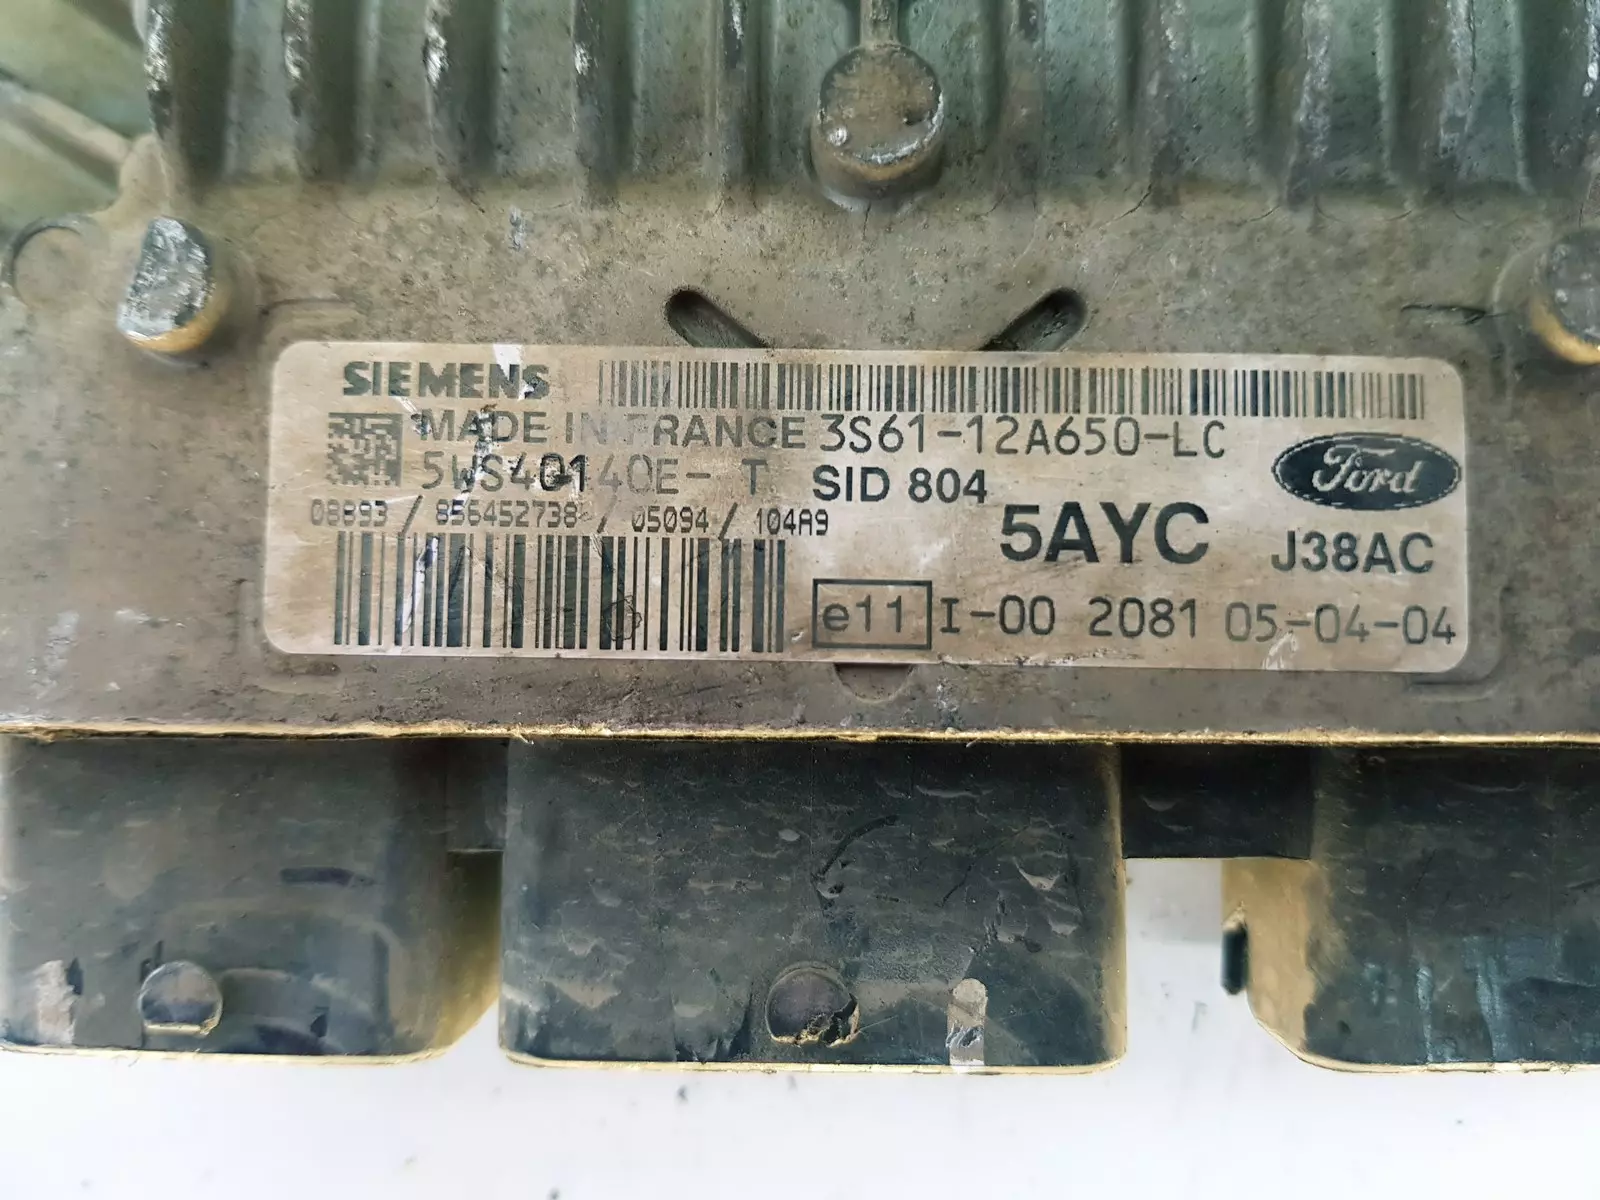 SIEMENS
MADE IN FRANCE 3S61-12A650-LC
5WS40140E- T SID 804
Ford
08893 / 856452738 / 05094 / 104A9
5AYC J38AC
e11 I-00 2081 05-04-04